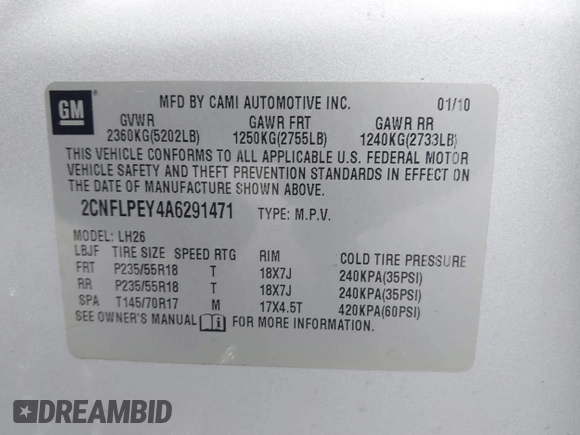 GM
MFD BY CAMI AUTOMOTIVE INC. 01/10
GVWR GAWR FRT GAWR RR
2360KG(5202LB) 1250KG(2755LB) 1240KG(2733LB)
THIS VEHICLE CONFORMS TO ALL APPLICABLE U.S. FEDERAL MOTOR
VEHICLE SAFETY AND THEFT PREVENTION STANDARDS IN EFFECT ON
THE DATE OF MANUFACTURE SHOWN ABOVE.
2CNFLPEY4A6291471 TYPE: M.P.V.
MODEL: LH26
LBJF TIRE SIZE SPEED RTG RIM COLD TIRE PRESSURE
FRT P235/55R18 T 18X7J 240KPA(35PSI)
RR P235/55R18 T 18X7J 240KPA(35PSI)
SPA T145/70R17 M 17X4.5T 420KPA(60PSI)
SEE OWNER'S MANUAL FOR MORE INFORMATION.
DREAMBID